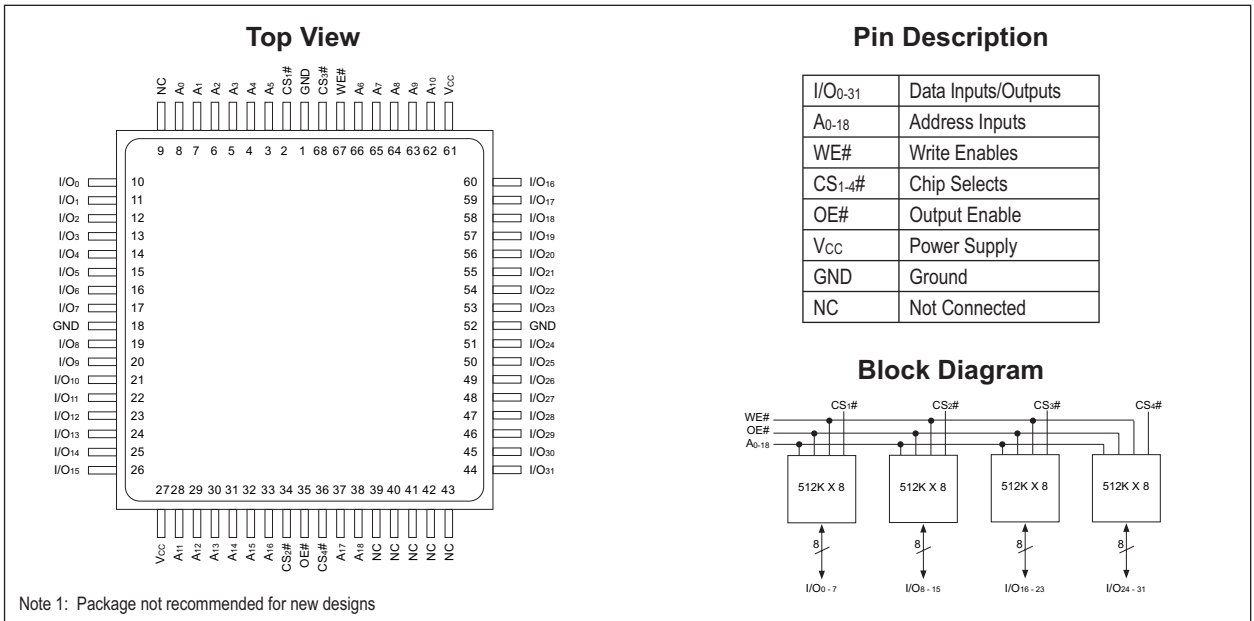 Top View
NC
A0
A1
A2
A3
A4
A5
CS1#
GND
CS3#
WE#
A6
A7
A8
A9
A10
VCC
9 8 7 6 5 4 3 2 1 68 67 66 65 64 63 62 61
I/O0 10
I/O1 11
I/O2 12
I/O3 13
I/O4 14
I/O5 15
I/O6 16
I/O7 17
GND 18
I/O8 19
I/O9 20
I/O10 21
I/O11 22
I/O12 23
I/O13 24
I/O14 25
I/O15 26
60 I/O16
59 I/O17
58 I/O18
57 I/O19
56 I/O20
55 I/O21
54 I/O22
53 I/O23
52 GND
51 I/O24
50 I/O25
49 I/O26
48 I/O27
47 I/O28
46 I/O29
45 I/O30
44 I/O31
27 28 29 30 31 32 33 34 35 36 37 38 39 40 41 42 43
VCC
A11
A12
A13
A14
A15
A16
CS2#
OE#
CS4#
A17
A18
NC
NC
NC
NC
NC
Note 1: Package not recommended for new designs
Pin Description
I/O0-31 Data Inputs/Outputs
A0-18 Address Inputs
WE# Write Enables
CS1-4# Chip Selects
OE# Output Enable
VCC Power Supply
GND Ground
NC Not Connected
Block Diagram
CS1# CS2# CS3# CS4#
WE#
OE#
A0-18
512K X 8 512K X 8 512K X 8 512K X 8
8 8 8 8
I/O0 - 7 I/O8 - 15 I/O16 - 23 I/O24 - 31